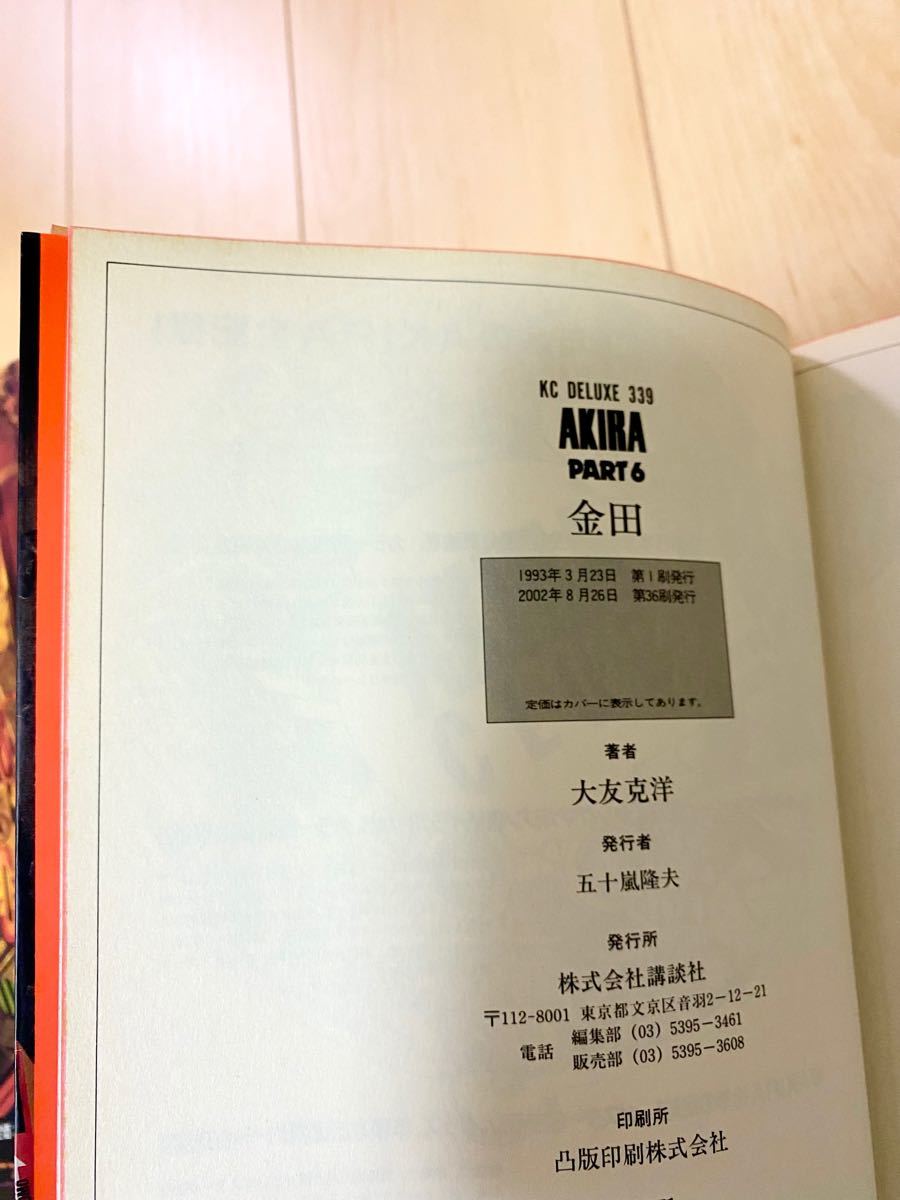 KC DELUXE 339
AKIRA
PART6
金田
1993年3月23日 第1刷発行
2002年8月26日 第36刷発行
定価はカバーに表示してあります。
著者
大友克洋
発行者
五十嵐隆夫
発行所
株式会社講談社
〒112-8001 東京都文京区音羽2-12-21
電話 編集部 (03) 5395-3461
販売部 (03) 5395-3608
印刷所
凸版印刷株式会社